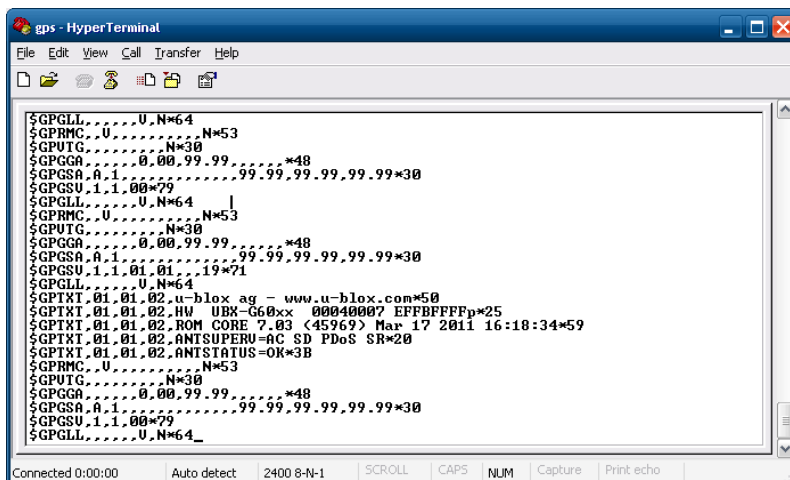 gps - HyperTerminal
File Edit View Call Transfer Help
$GPGLL,,,,,,V,N*64
$GPRMC,,V,,,,,,,,,,N*53
$GPVTG,,,,,,,,,N*30
$GPGGA,,,,,,0,00,99.99,,,,,,*48
$GPGSA,A,1,,,,,,,,,,,,,99.99,99.99,99.99*30
$GPGSV,1,1,00*79
$GPGLL,,,,,,V,N*64
$GPRMC,,V,,,,,,,,,,N*53
$GPVTG,,,,,,,,,N*30
$GPGGA,,,,,,0,00,99.99,,,,,,*48
$GPGSA,A,1,,,,,,,,,,,,,99.99,99.99,99.99*30
$GPGSV,1,1,01,01,,,19*71
$GPGLL,,,,,,V,N*64
$GPTXT,01,01,02,u-blox ag - www.u-blox.com*50
$GPTXT,01,01,02,HW  UBX-G60xx  00040007 EFFBFFFFp*25
$GPTXT,01,01,02,ROM CORE 7.03 (45969) Mar 17 2011 16:18:34*59
$GPTXT,01,01,02,ANTSUPERV=AC SD PDoS SR*20
$GPTXT,01,01,02,ANTSTATUS=OK*3B
$GPRMC,,V,,,,,,,,,,N*53
$GPVTG,,,,,,,,,N*30
$GPGGA,,,,,,0,00,99.99,,,,,,*48
$GPGSA,A,1,,,,,,,,,,,,,99.99,99.99,99.99*30
$GPGSV,1,1,00*79
$GPGLL,,,,,,V,N*64_
Connected 0:00:00 Auto detect 2400 8-N-1 SCROLL CAPS NUM Capture Print echo